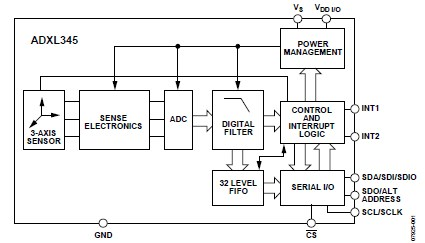 VS
VDD I/O
ADXL345
POWER
MANAGEMENT
3-AXIS
SENSOR
SENSE
ELECTRONICS
ADC
DIGITAL
FILTER
CONTROL
AND
INTERRUPT
LOGIC
INT1
INT2
32 LEVEL
FIFO
SERIAL I/O
SDA/SDI/SDIO
SDO/ALT
ADDRESS
SCL/SCLK
GND
CS
07925-001